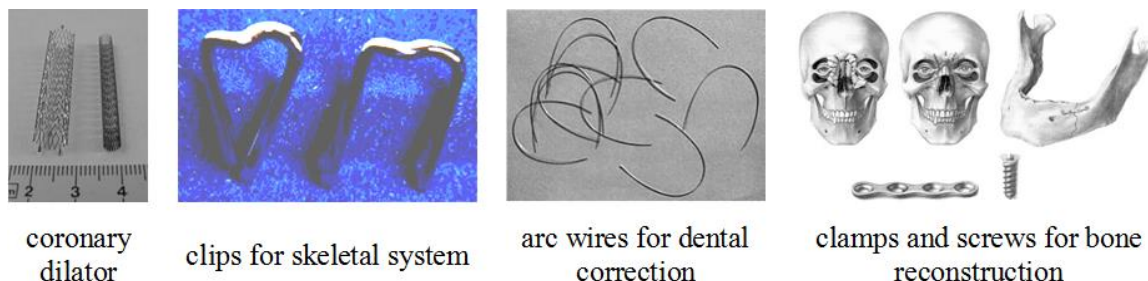 2 3 4
coronary
dilator
clips for skeletal system
arc wires for dental
correction
clamps and screws for bone
reconstruction